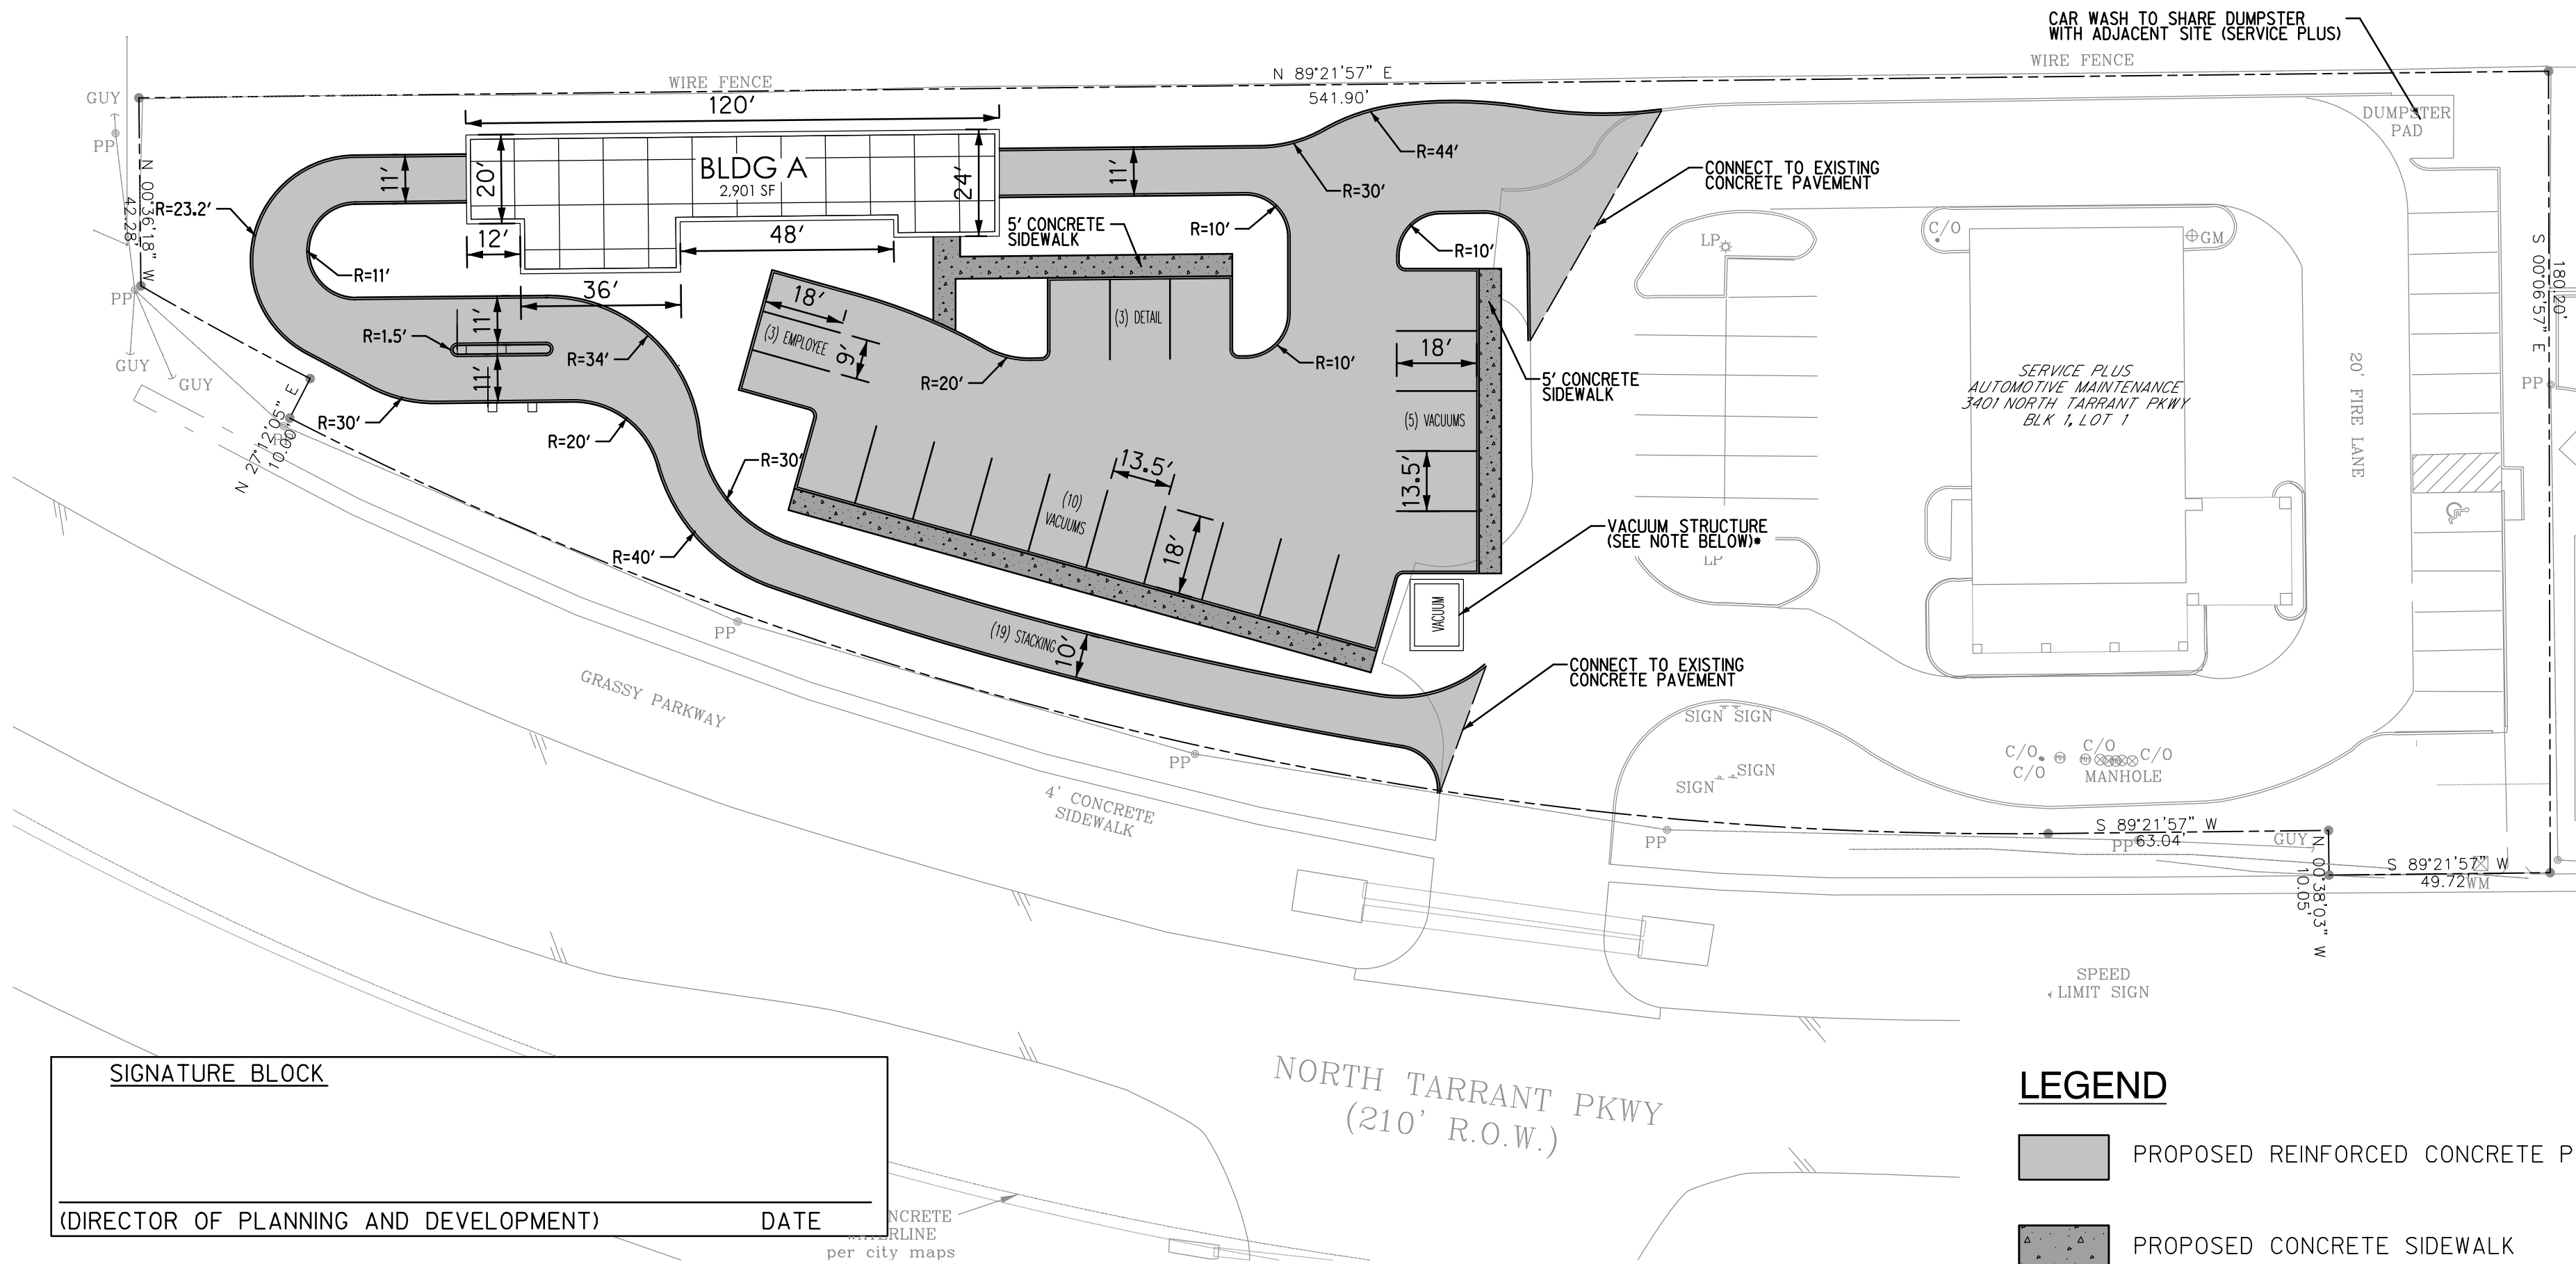 CAR WASH TO SHARE DUMPSTER
WITH ADJACENT SITE (SERVICE PLUS)
WIRE FENCE
N 89°21'57" E
541.90'
WIRE FENCE
GUY
PP
120'
DUMPSTER
PAD
N 00°36'18" W
42.28'
R=23.2'
11'
20'
BLDG A
2,901 SF
24'
11'
R=44'
R=30'
CONNECT TO EXISTING
CONCRETE PAVEMENT
12'
48'
5' CONCRETE
SIDEWALK
R=10'
R=10'
LP
C/O
GM
S 00°06'57" E
180.20'
R=11'
PP
36'
18'
(3) EMPLOYEE
9'
(3) DETAIL
R=1.5'
11'
R=34'
11'
R=20'
R=10'
18'
5' CONCRETE
SIDEWALK
GUY
GUY
N 27°12'05" E
10.00'
R=30'
R=20'
R=30'
(5) VACUUMS
13.5'
13.5'
(10)
VACUUMS
18'
SERVICE PLUS
AUTOMOTIVE MAINTENANCE
3401 NORTH TARRANT PKWY
BLK 1, LOT 1
20' FIRE LANE
PP
R=40'
VACUUM STRUCTURE
(SEE NOTE BELOW)*
LP
VACUUM
PP
(19) STACKING
10'
CONNECT TO EXISTING
CONCRETE PAVEMENT
GRASSY PARKWAY
SIGN SIGN
PP
SIGN
SIGN
C/O
C/O
C/O
C/O
MANHOLE
4' CONCRETE
SIDEWALK
PP
S 89°21'57" W
63.04'
PP
GUY
N 00°38'03" W
10.05'
S 89°21'57" W
49.72'
WM
SPEED
LIMIT SIGN
NORTH TARRANT PKWY
(210' R.O.W.)
SIGNATURE BLOCK
(DIRECTOR OF PLANNING AND DEVELOPMENT) DATE
NCRETE
per city maps
LEGEND
PROPOSED REINFORCED CONCRETE P
PROPOSED CONCRETE SIDEWALK